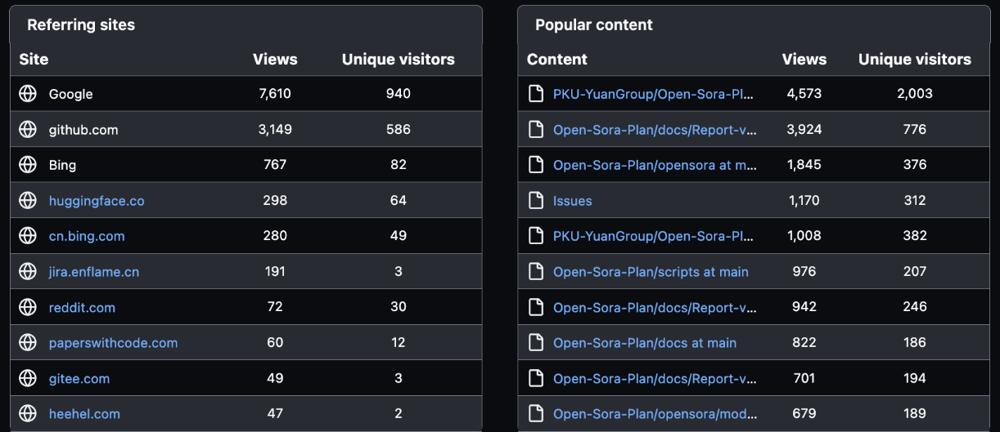 Referring sites
Site Views Unique visitors
Google 7,610 940
github.com 3,149 586
Bing 767 82
huggingface.co 298 64
cn.bing.com 280 49
jira.enflame.cn 191 3
reddit.com 72 30
paperswithcode.com 60 12
gitee.com 49 3
heehel.com 47 2
Popular content
Content Views Unique visitors
PKU-YuanGroup/Open-Sora-Pl... 4,573 2,003
Open-Sora-Plan/docs/Report-v... 3,924 776
Open-Sora-Plan/opensora at m... 1,845 376
Issues 1,170 312
PKU-YuanGroup/Open-Sora-Pl... 1,008 382
Open-Sora-Plan/scripts at main 976 207
Open-Sora-Plan/docs/Report-v... 942 246
Open-Sora-Plan/docs at main 822 186
Open-Sora-Plan/docs/Report-v... 701 194
Open-Sora-Plan/opensora/mod... 679 189